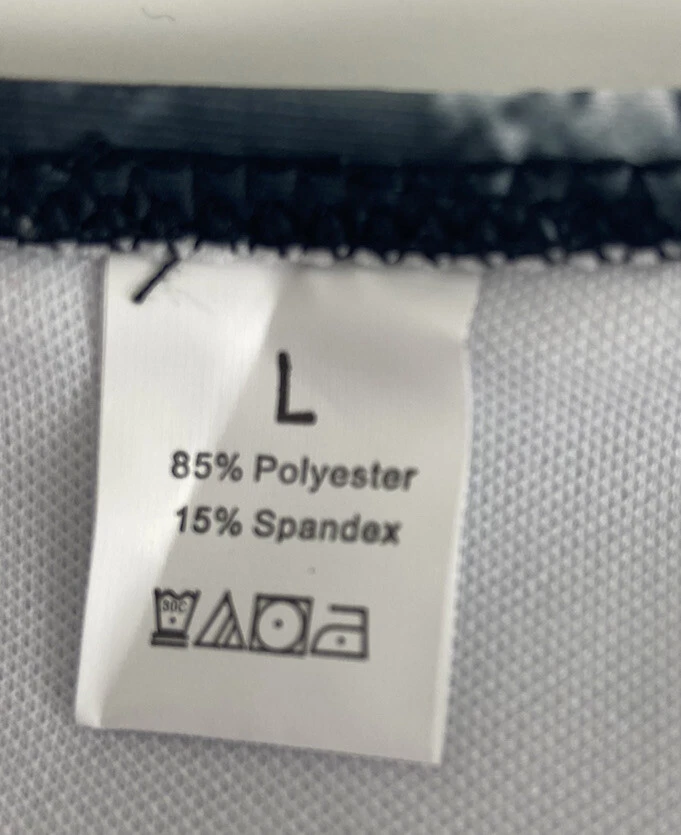 L
85% Polyester
15% Spandex
30C